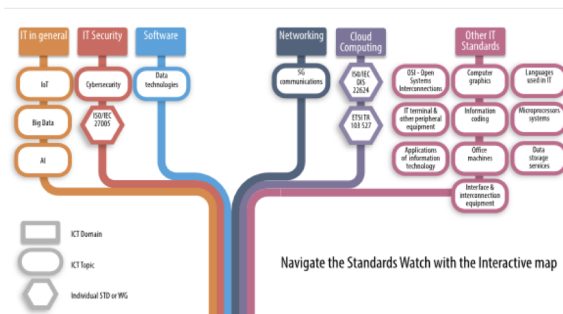 IT in general
IT Security
Software
Networking
Cloud
Computing
Other IT
Standards
IoT
Big Data
AI
Cybersecurity
ISO/IEC
27005
Data
technologies
5G
communications
ISO/IEC
DIS
22624
ETSI TR
103 527
OSI - Open
Systems
Interconnections
Computer
graphics
Languages
used in IT
IT terminal &
other peripheral
equipment
Information
coding
Microprocessors
systems
Applications
of information
technology
Office
machines
Data
storage
services
Interface &
interconnection
equipment
ICT Domain
ICT Topic
Individual STD or WG
Navigate the Standards Watch with the Interactive map